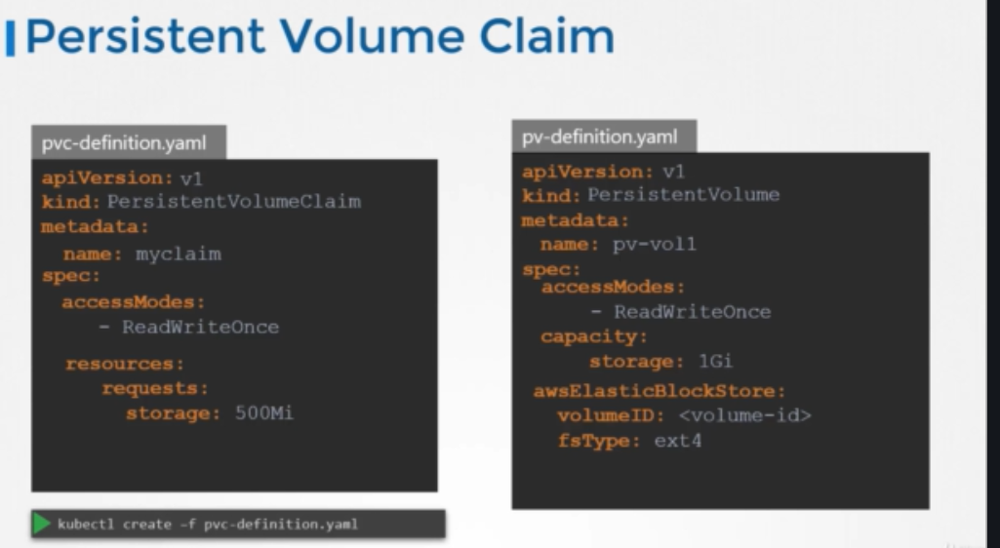 Persistent Volume Claim
pvc-definition.yaml
apiVersion: v1
kind: PersistentVolumeClaim
metadata:
name: myclaim
spec:
accessModes:
- ReadWriteOnce
resources:
requests:
storage: 500Mi
kubectl create -f pvc-definition.yaml
pv-definition.yaml
apiVersion: v1
kind: PersistentVolume
metadata:
name: pv-vol1
spec:
accessModes:
- ReadWriteOnce
capacity:
storage: 1Gi
awsElasticBlockStore:
volumeID: <volume-id>
fsType: ext4